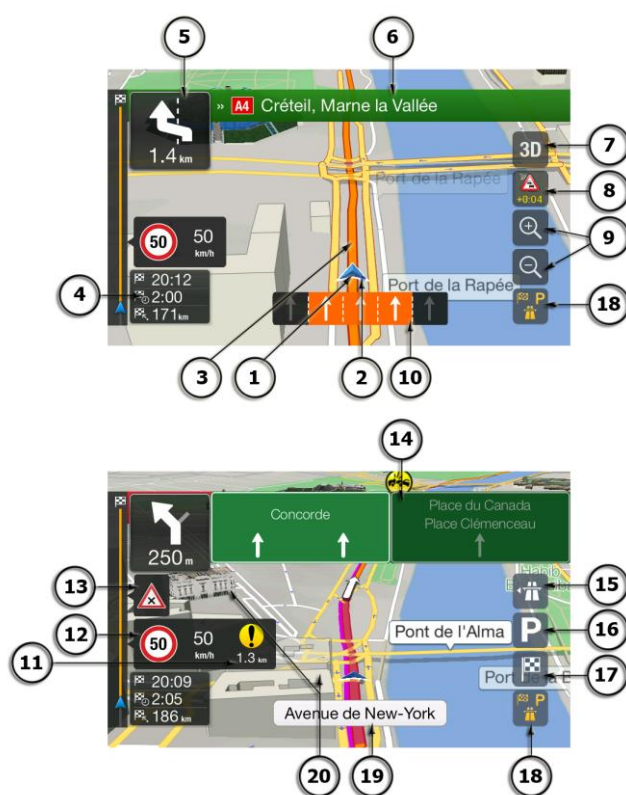 5
6
A4 Créteil, Marne la Vallée
1.4 km
3D
7
Port de la Rapée
+0:04
8
50 50 km/h
9
20:12
4
2:00
Port de la Rapée
171 km
P
18
3
1
2
10
14
Concorde
Place du Canada
Place Clémenceau
250 m
13
15
12
50 50 km/h
!
Pont de l'Alma
P
16
11
1.3 km
17
20:09
2:05
186 km
Avenue de New-York
P
20
19
18